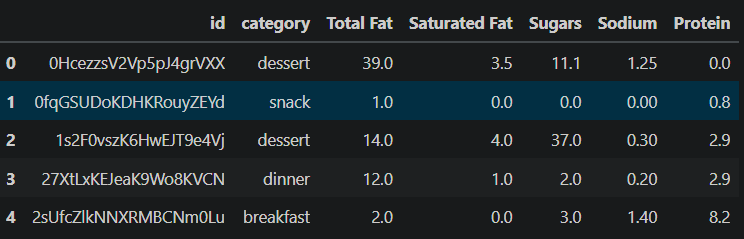 id category Total Fat Saturated Fat Sugars Sodium Protein
0 0HcezzsV2Vp5pJ4grVXX dessert 39.0 3.5 11.1 1.25 0.0
1 0fqGSUDoKDHKRouyZEYd snack 1.0 0.0 0.0 0.00 0.8
2 1s2F0vszK6HwEJT9e4Vj dessert 14.0 4.0 37.0 0.30 2.9
3 27XtLxKEJeaK9Wo8KVCN dinner 12.0 1.0 2.0 0.20 2.9
4 2sUfcZlkNNXRMBCNm0Lu breakfast 2.0 0.0 3.0 1.40 8.2